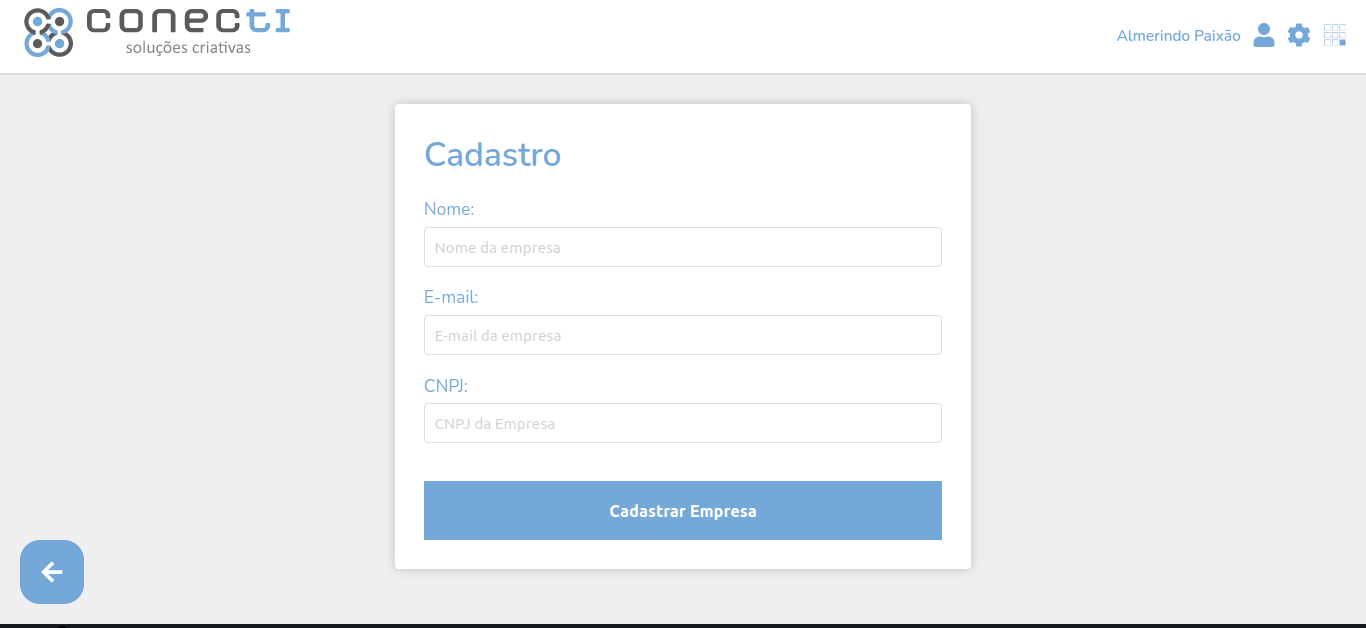 conectI
soluções criativas
Almerindo Paixão
Cadastro
Nome:
Nome da empresa
E-mail:
E-mail da empresa
CNPJ:
CNPJ da Empresa
Cadastrar Empresa